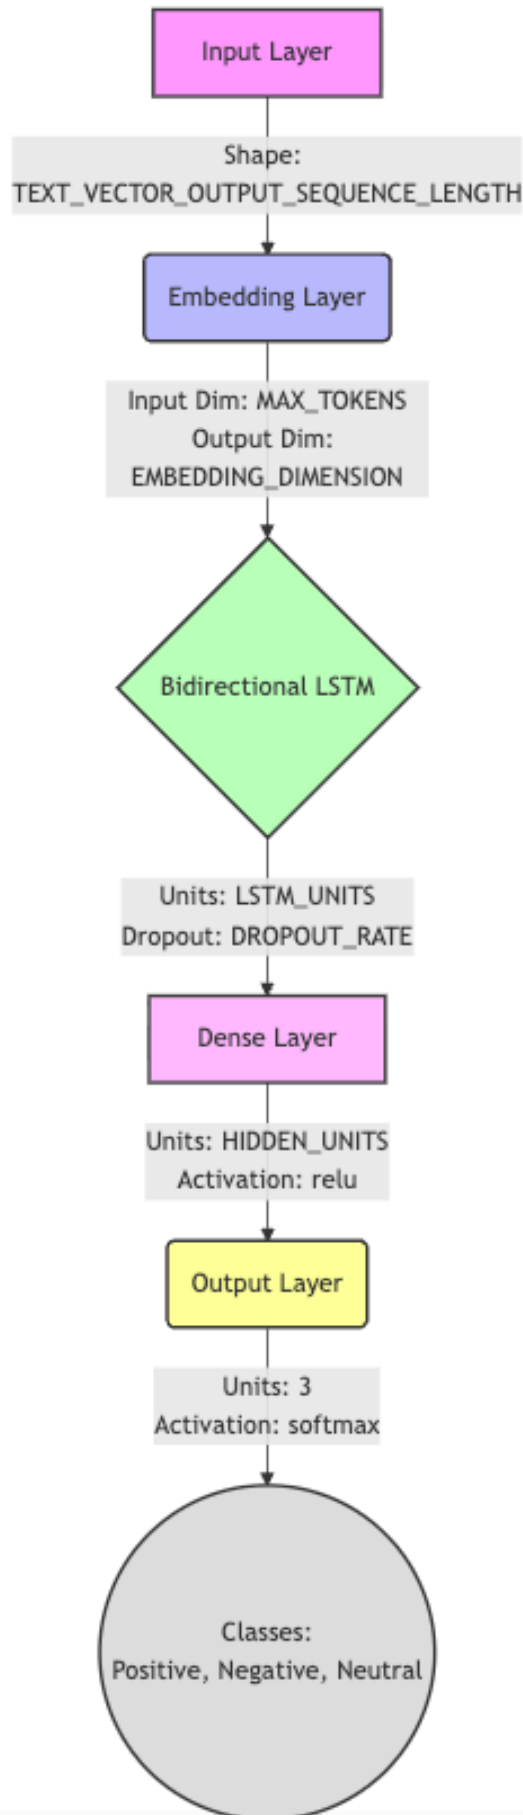 Input Layer
Shape:
TEXT_VECTOR_OUTPUT_SEQUENCE_LENGTH
Embedding Layer
Input Dim: MAX_TOKENS
Output Dim:
EMBEDDING_DIMENSION
Bidirectional LSTM
Units: LSTM_UNITS
Dropout: DROPOUT_RATE
Dense Layer
Units: HIDDEN_UNITS
Activation: relu
Output Layer
Units: 3
Activation: softmax
Classes:
Positive, Negative, Neutral